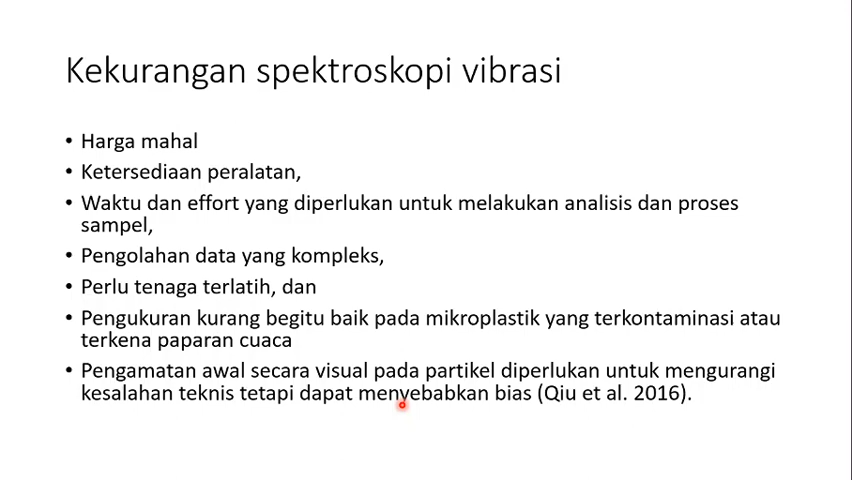 Kekurangan spektroskopi vibrasi
• Harga mahal
• Ketersediaan peralatan,
• Waktu dan effort yang diperlukan untuk melakukan analisis dan proses
sampel,
• Pengolahan data yang kompleks,
• Perlu tenaga terlatih, dan
• Pengukuran kurang begitu baik pada mikroplastik yang terkontaminasi atau
terkena paparan cuaca
• Pengamatan awal secara visual pada partikel diperlukan untuk mengurangi
kesalahan teknis tetapi dapat menyebabkan bias (Qiu et al. 2016).